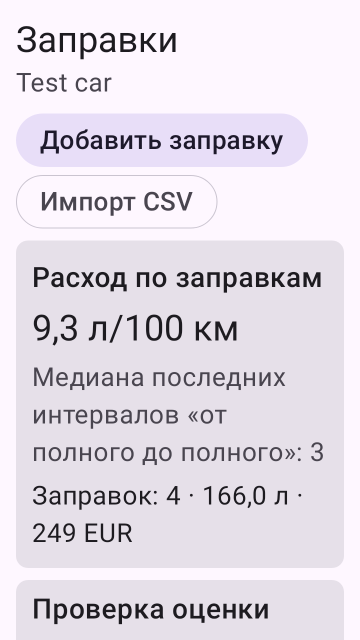 Заправки
Test car
Добавить заправку
Импорт CSV
Расход по заправкам
9,3 л/100 км
Медиана последних
интервалов «от
полного до полного»: 3
Заправок: 4 · 166,0 л ·
249 EUR
Проверка оценки